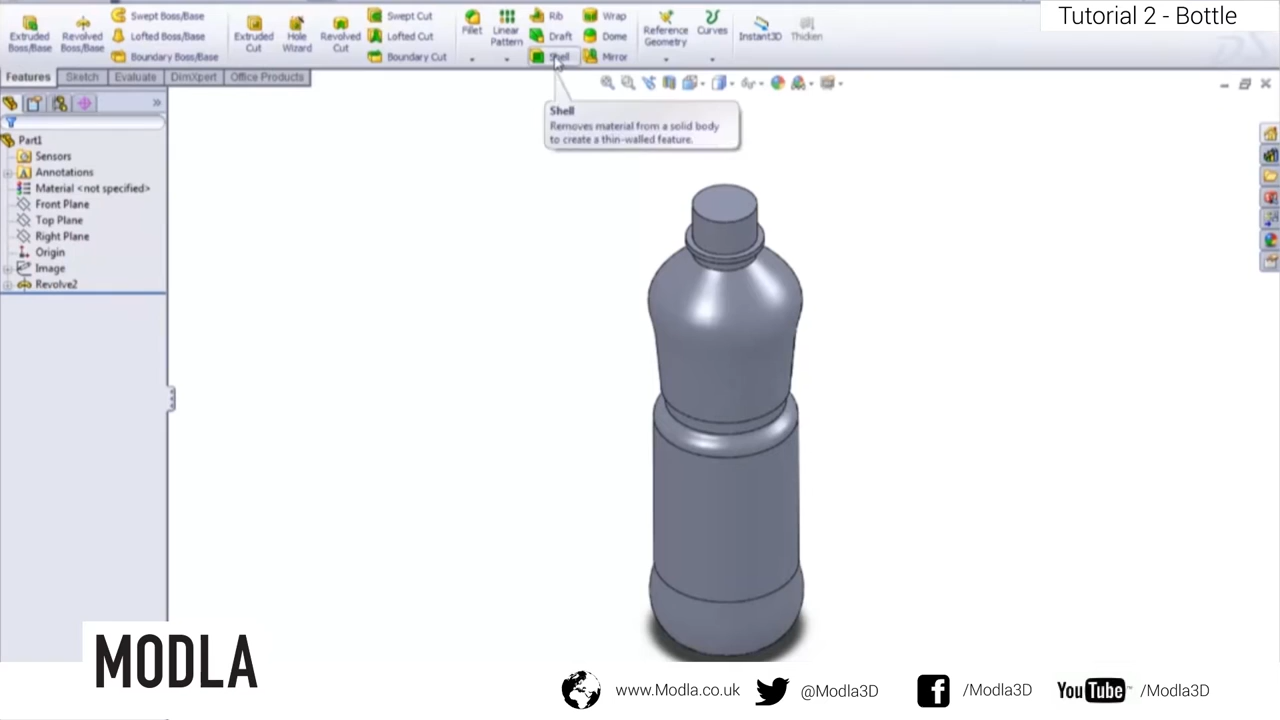 Tutorial 2 - Bottle
Extruded Boss/Base
Revolved Boss/Base
Swept Boss/Base
Lofted Boss/Base
Boundary Boss/Base
Extruded Cut
Hole Wizard
Revolved Cut
Swept Cut
Lofted Cut
Boundary Cut
Fillet
Linear Pattern
Rib
Draft
Shell
Wrap
Dome
Mirror
Reference Geometry
Curves
Instant3D
Thicken
Features
Sketch
Evaluate
DimXpert
Office Products
Shell
Removes material from a solid body
to create a thin-walled feature.
Part1
Sensors
Annotations
Material <not specified>
Front Plane
Top Plane
Right Plane
Origin
Image
Revolve2
MODLA
www.Modla.co.uk
@Modla3D
/Modla3D
You Tube /Modla3D